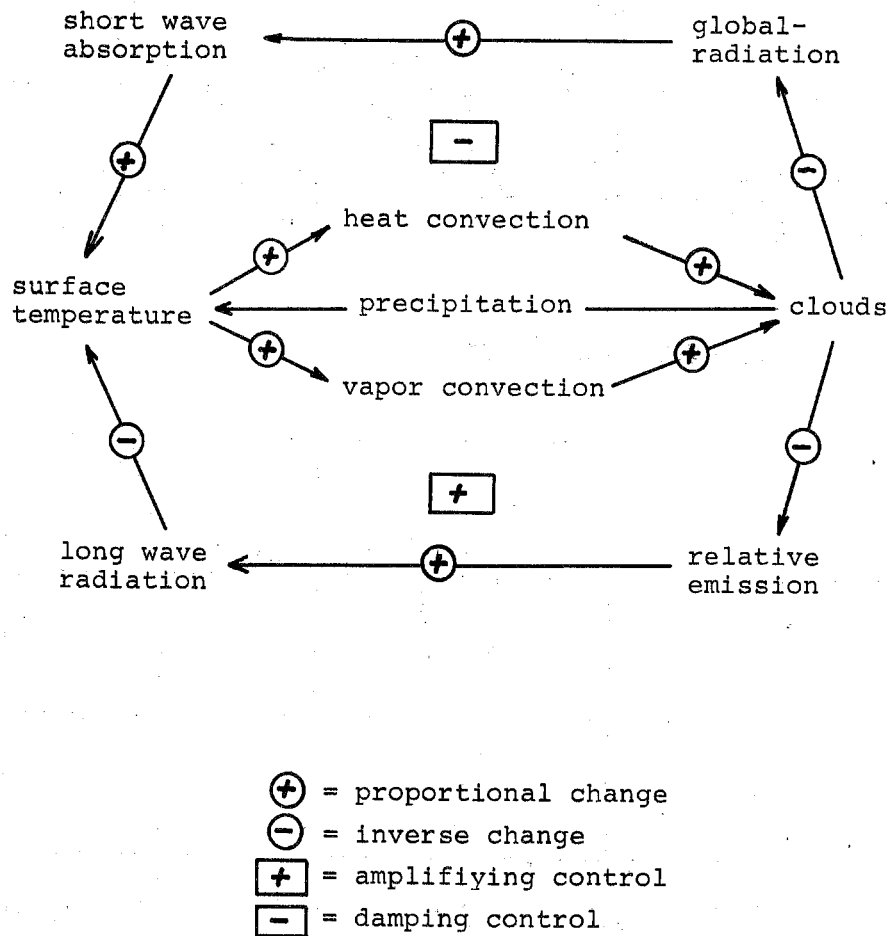 short wave
absorption
global-
radiation
heat convection
surface
temperature
precipitation
clouds
vapor convection
long wave
radiation
relative
emission
+ = proportional change
− = inverse change
+ = amplifiying control
− = damping control